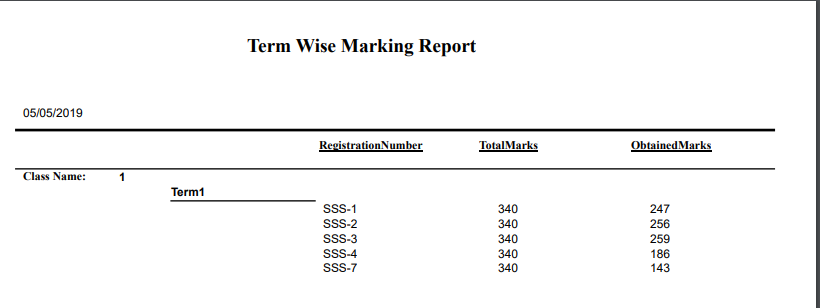 Term Wise Marking Report
05/05/2019
RegistrationNumber TotalMarks ObtainedMarks
Class Name: 1
Term1
SSS-1 340 247
SSS-2 340 256
SSS-3 340 259
SSS-4 340 186
SSS-7 340 143